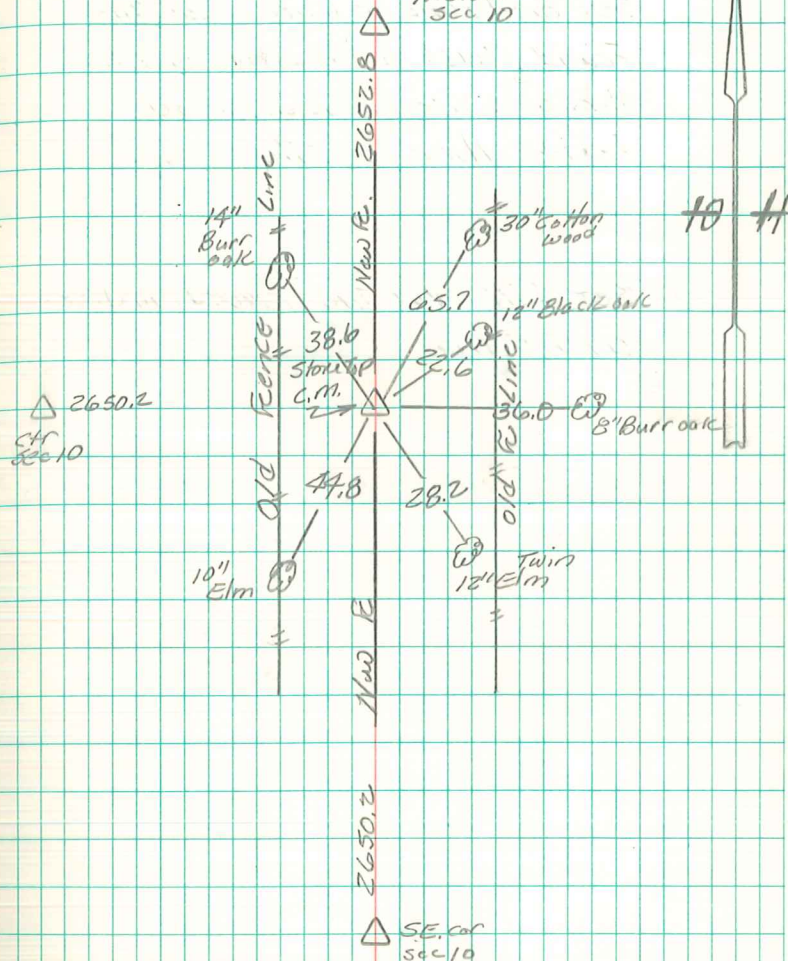 sec 10
2652.8
Line
14"
Burr
oak
30" Cotton
wood
10 11
65.7
12" Black oak
38.6
22.6
Stone Top
C.M.
2650.2
ctr
sec 10
Old Fence
36.0
8" Burr oak
Line
44.8
28.2
Old
10"
Elm
Twin
12" Elm
New
2650.2
S.E. cor
sec 10